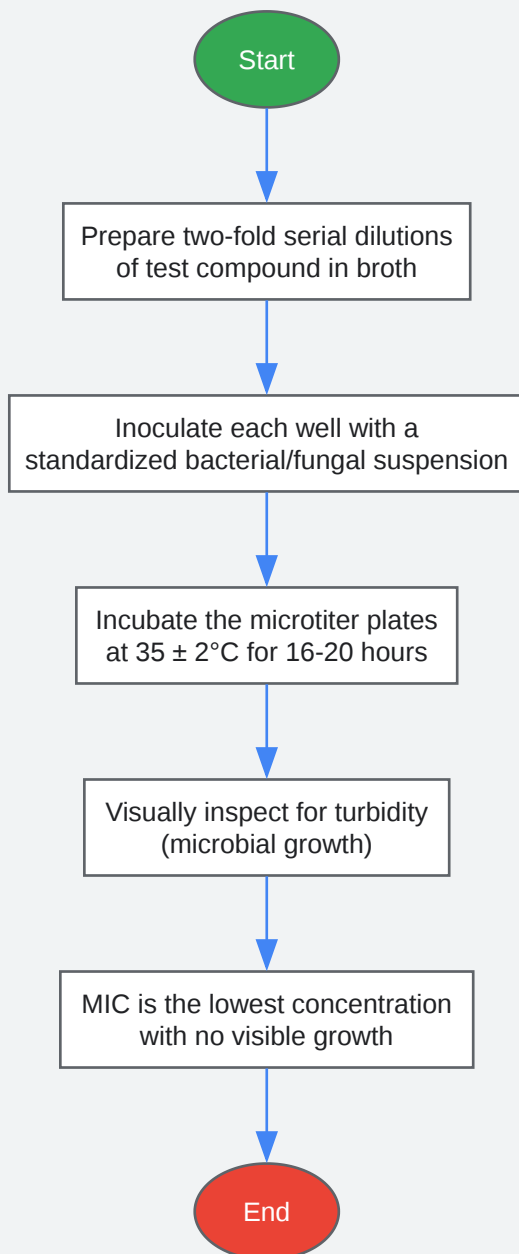 Start
Prepare two-fold serial dilutions
of test compound in broth
Inoculate each well with a
standardized bacterial/fungal suspension
Incubate the microtiter plates
at 35 ± 2°C for 16-20 hours
Visually inspect for turbidity
(microbial growth)
MIC is the lowest concentration
with no visible growth
End